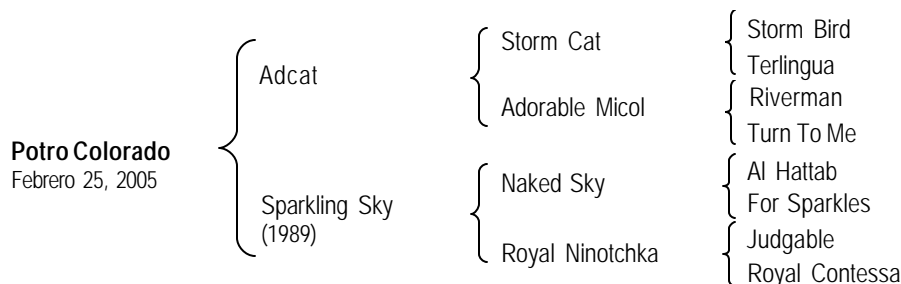 Storm Bird
Storm Cat
Adcat
Terlingua
Riverman
Adorable Micol
Turn To Me
Potro Colorado
Febrero 25, 2005
Al Hattab
Naked Sky
Sparkling Sky
(1989)
For Sparkles
Judgable
Royal Ninotchka
Royal Contessa